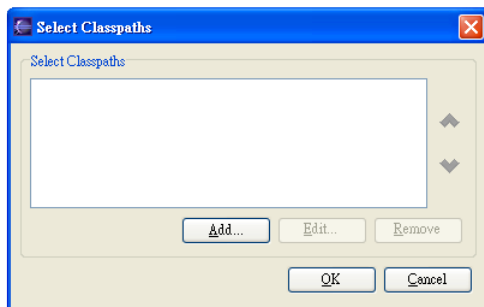 Select Classpaths
Select Classpaths
Add...
Edit...
Remove
OK
Cancel